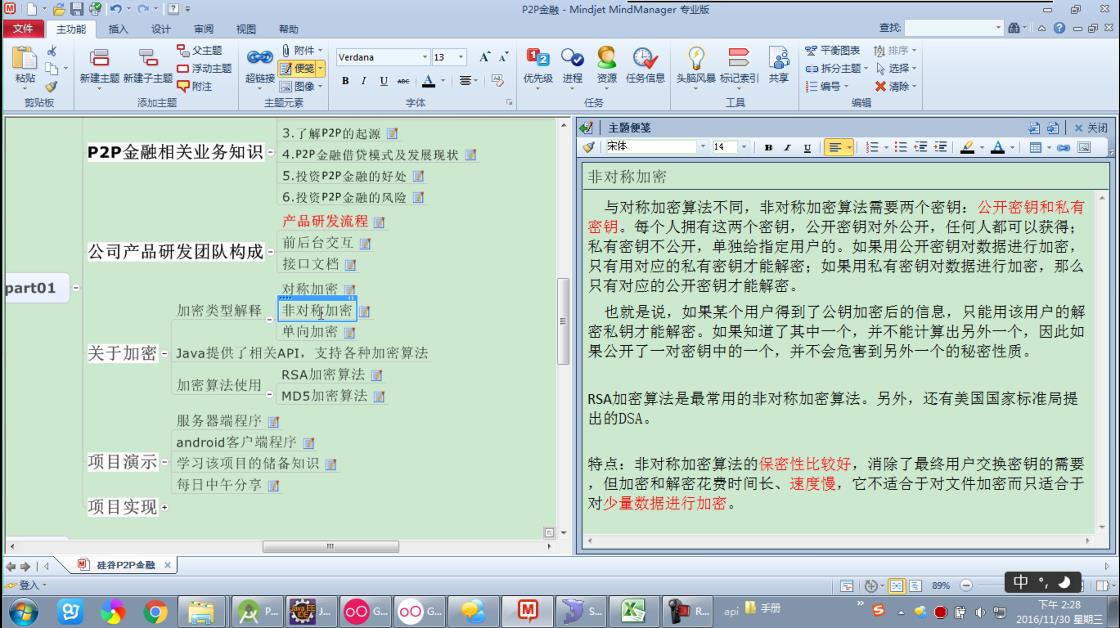 P2P金融 - Mindjet MindManager 专业版
文件 主功能 插入 设计 审阅 视图 帮助 查找:
粘贴 新建主题 新建子主题 父主题 浮动主题 附注 超链接 附件 便笺 图像 Verdana 13 优先级 进程 资源 任务信息 头脑风暴 标记索引 共享 平衡图表 排序 拆分主题 选择 编号 清除
B I U ABC A
剪贴板 添加主题 主题元素 字体 任务 工具 编辑
part01
P2P金融相关业务知识
3.了解P2P的起源
4.P2P金融借贷模式及发展现状
5.投资P2P金融的好处
6.投资P2P金融的风险
公司产品研发团队构成
产品研发流程
前后台交互
接口文档
关于加密
加密类型解释
对称加密
非对称加密
单向加密
Java提供了相关API，支持各种加密算法
加密算法使用
RSA加密算法
MD5加密算法
项目演示
服务器端程序
android客户端程序
学习该项目的储备知识
每日中午分享
项目实现
主题便笺 关闭
宋体 14 B I U A
非对称加密
与对称加密算法不同，非对称加密算法需要两个密钥：公开密钥和私有
密钥。每个人拥有这两个密钥，公开密钥对外公开，任何人都可以获得；
私有密钥不公开，单独给指定用户的。如果用公开密钥对数据进行加密，
只有用对应的私有密钥才能解密；如果用私有密钥对数据进行加密，那么
只有对应的公开密钥才能解密。
也就是说，如果某个用户得到了公钥加密后的信息，只能用该用户的解
密私钥才能解密。如果知道了其中一个，并不能计算出另外一个，因此如
果公开了一对密钥中的一个，并不会危害到另外一个的秘密性质。
RSA加密算法是最常用的非对称加密算法。另外，还有美国国家标准局提
出的DSA。
特点：非对称加密算法的保密性比较好，消除了最终用户交换密钥的需要
，但加密和解密花费时间长、速度慢，它不适合于对文件加密而只适合于
对少量数据进行加密。
硅谷P2P金融
登入 89%
中
P... J... G... G... S... R... api 手册
下午 2:28
2016/11/30 星期三